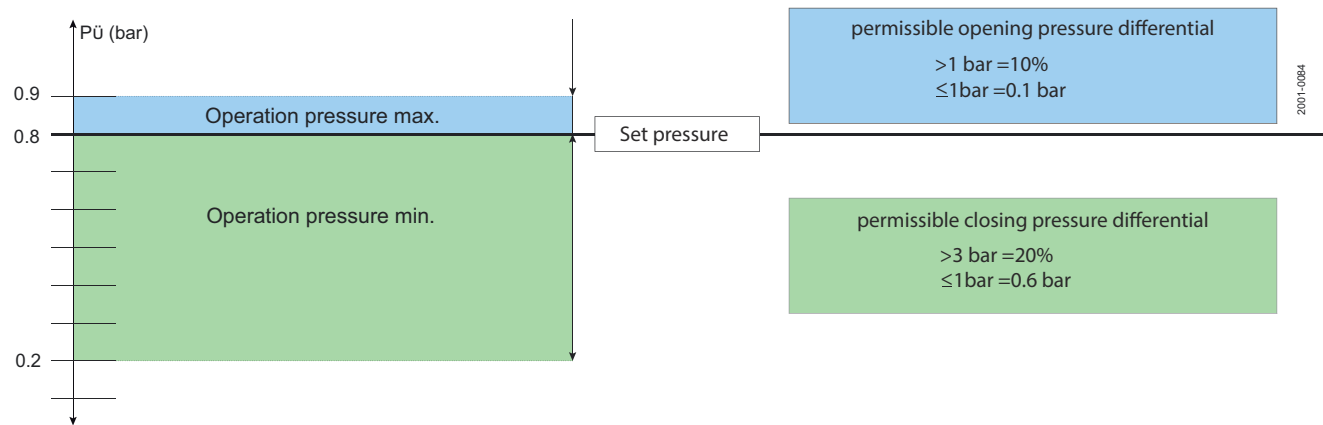 Pü (bar)
0.9
Operation pressure max.
0.8
Set pressure
Operation pressure min.
0.2
permissible opening pressure differential
>1 bar =10%
≤1bar =0.1 bar
2001-0084
permissible closing pressure differential
>3 bar =20%
≤1bar =0.6 bar